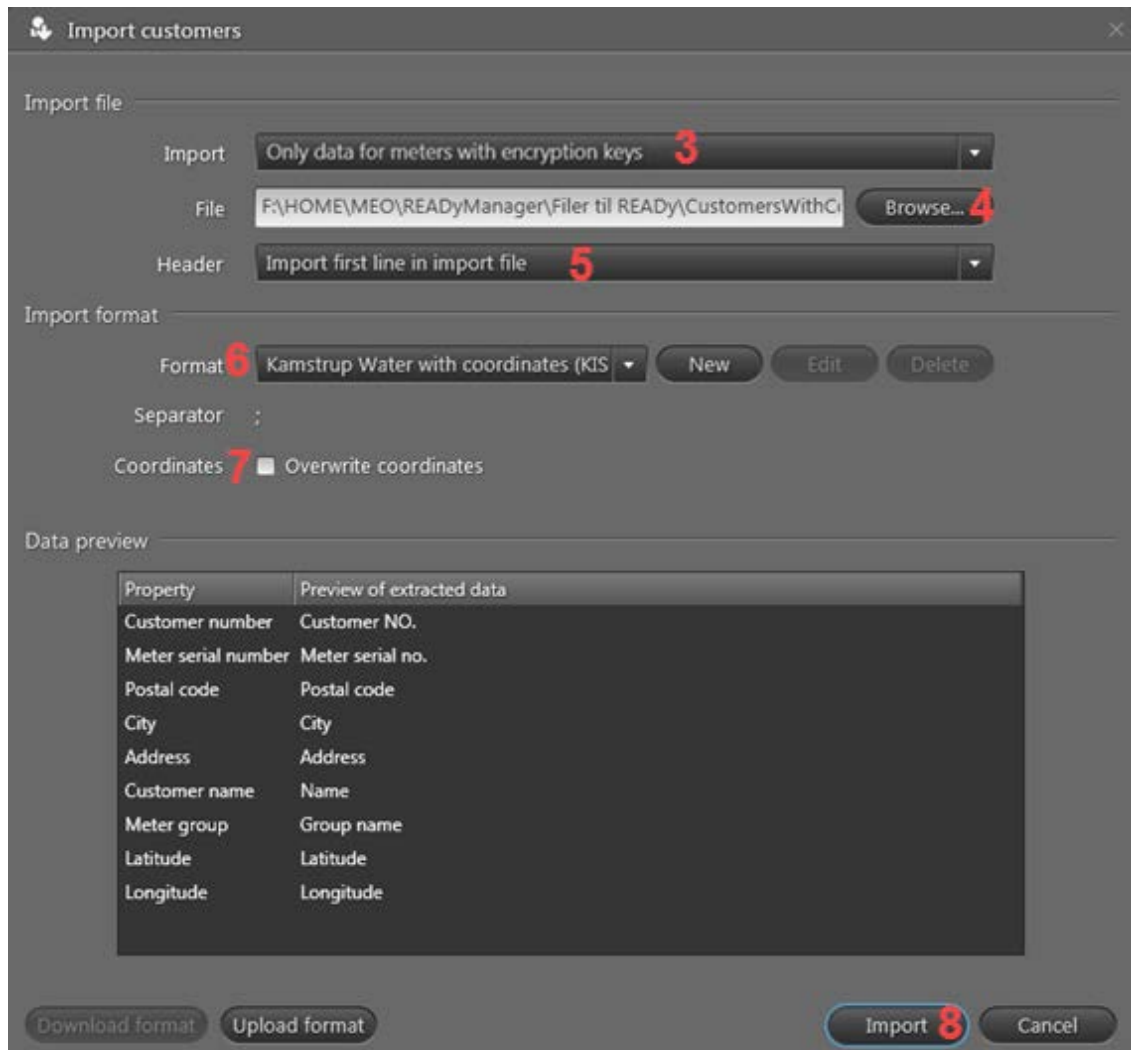 Import customers
Import file
Import Only data for meters with encryption keys 3
File F:\HOME\MEO\READyManager\Filer til READy\CustomersWithC Browse... 4
Header Import first line in import file 5
Import format
Format 6 Kamstrup Water with coordinates (KIS New Edit Delete
Separator ;
Coordinates 7 Overwrite coordinates
Data preview
Property Preview of extracted data
Customer number Customer NO.
Meter serial number Meter serial no.
Postal code Postal code
City City
Address Address
Customer name Name
Meter group Group name
Latitude Latitude
Longitude Longitude
Download format Upload format Import 8 Cancel